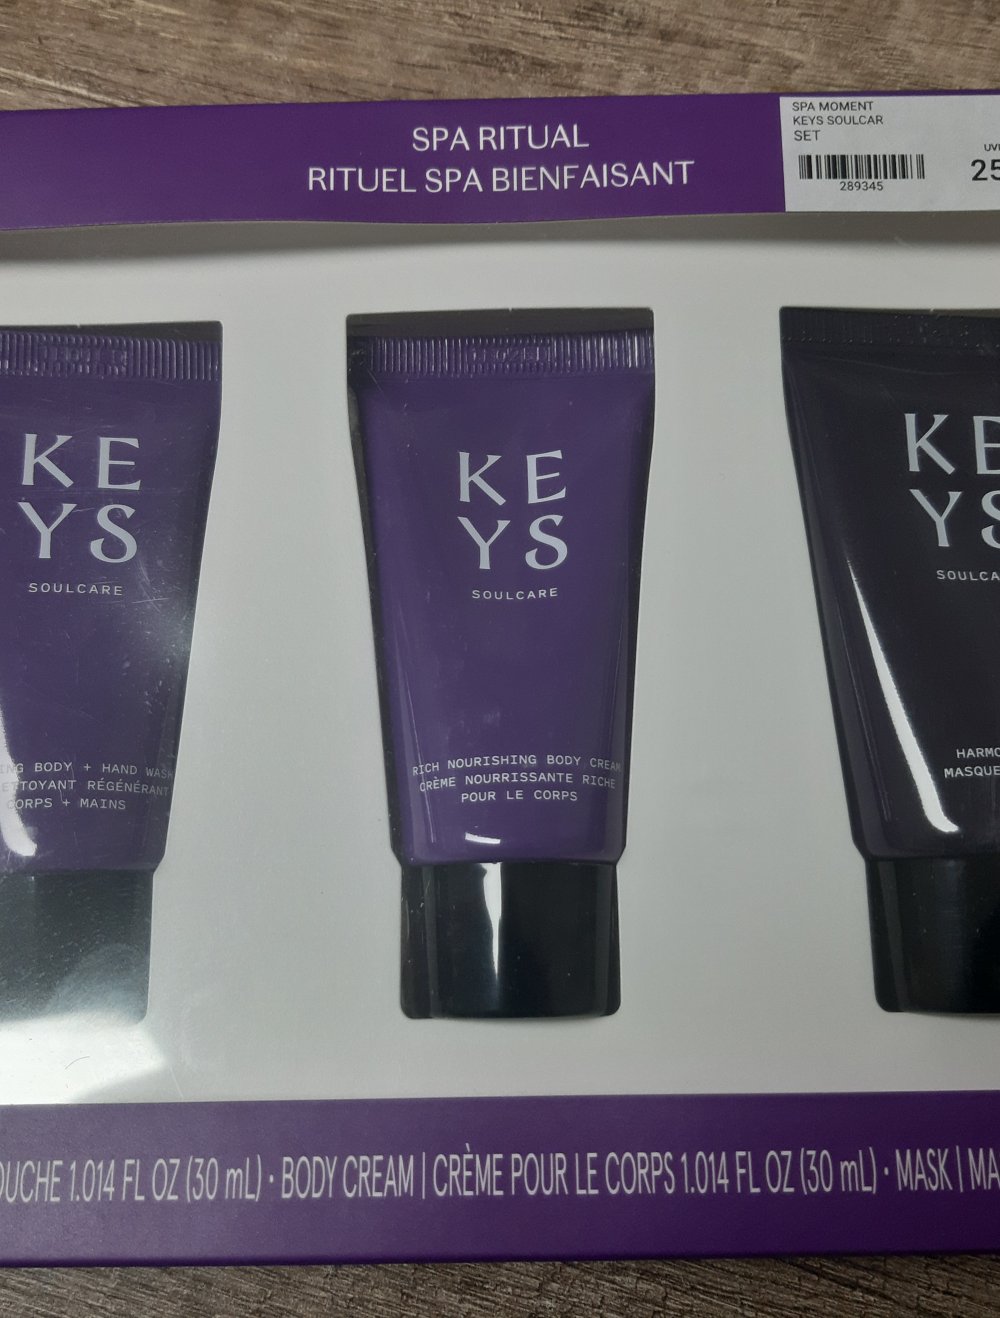 SPA RITUAL
RITUEL SPA BIENFAISANT
SPA MOMENT
KEYS SOULCAR
SET
289345
25
KE
YS
SOULCARE
BODY + HAND WASH
RÉGÉNÉRANT
CORPS + MAINS
KE
YS
SOULCARE
RICH NOURISHING BODY CREAM
CRÈME NOURRISSANTE RICHE
POUR LE CORPS
KE
YS
SOULCA
HARMO
MASQUE
OUCHE 1.014 FL OZ (30 mL) · BODY CREAM | CRÈME POUR LE CORPS 1.014 FL OZ (30 mL) · MASK | MA